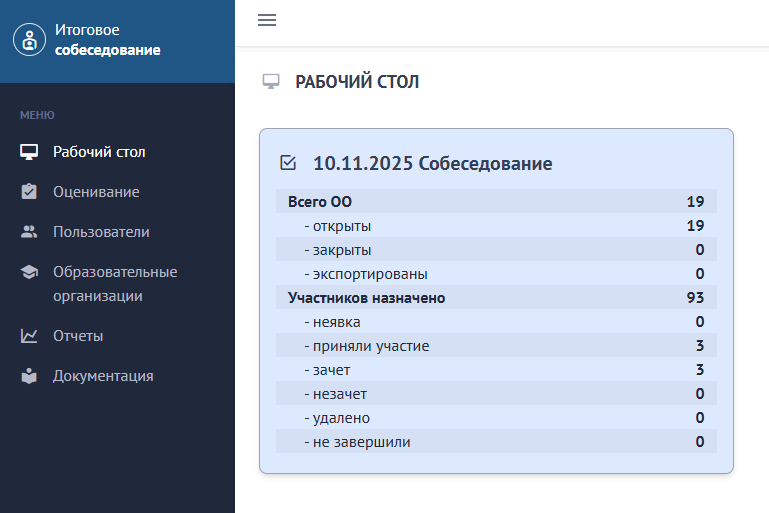 Итоговое
собеседование
МЕНЮ
Рабочий стол
Оценивание
Пользователи
Образовательные
организации
Отчеты
Документация
РАБОЧИЙ СТОЛ
10.11.2025 Собеседование
Всего ОО 19
- открыты 19
- закрыты 0
- экспортированы 0
Участников назначено 93
- неявка 0
- приняли участие 3
- зачет 3
- незачет 0
- удалено 0
- не завершили 0